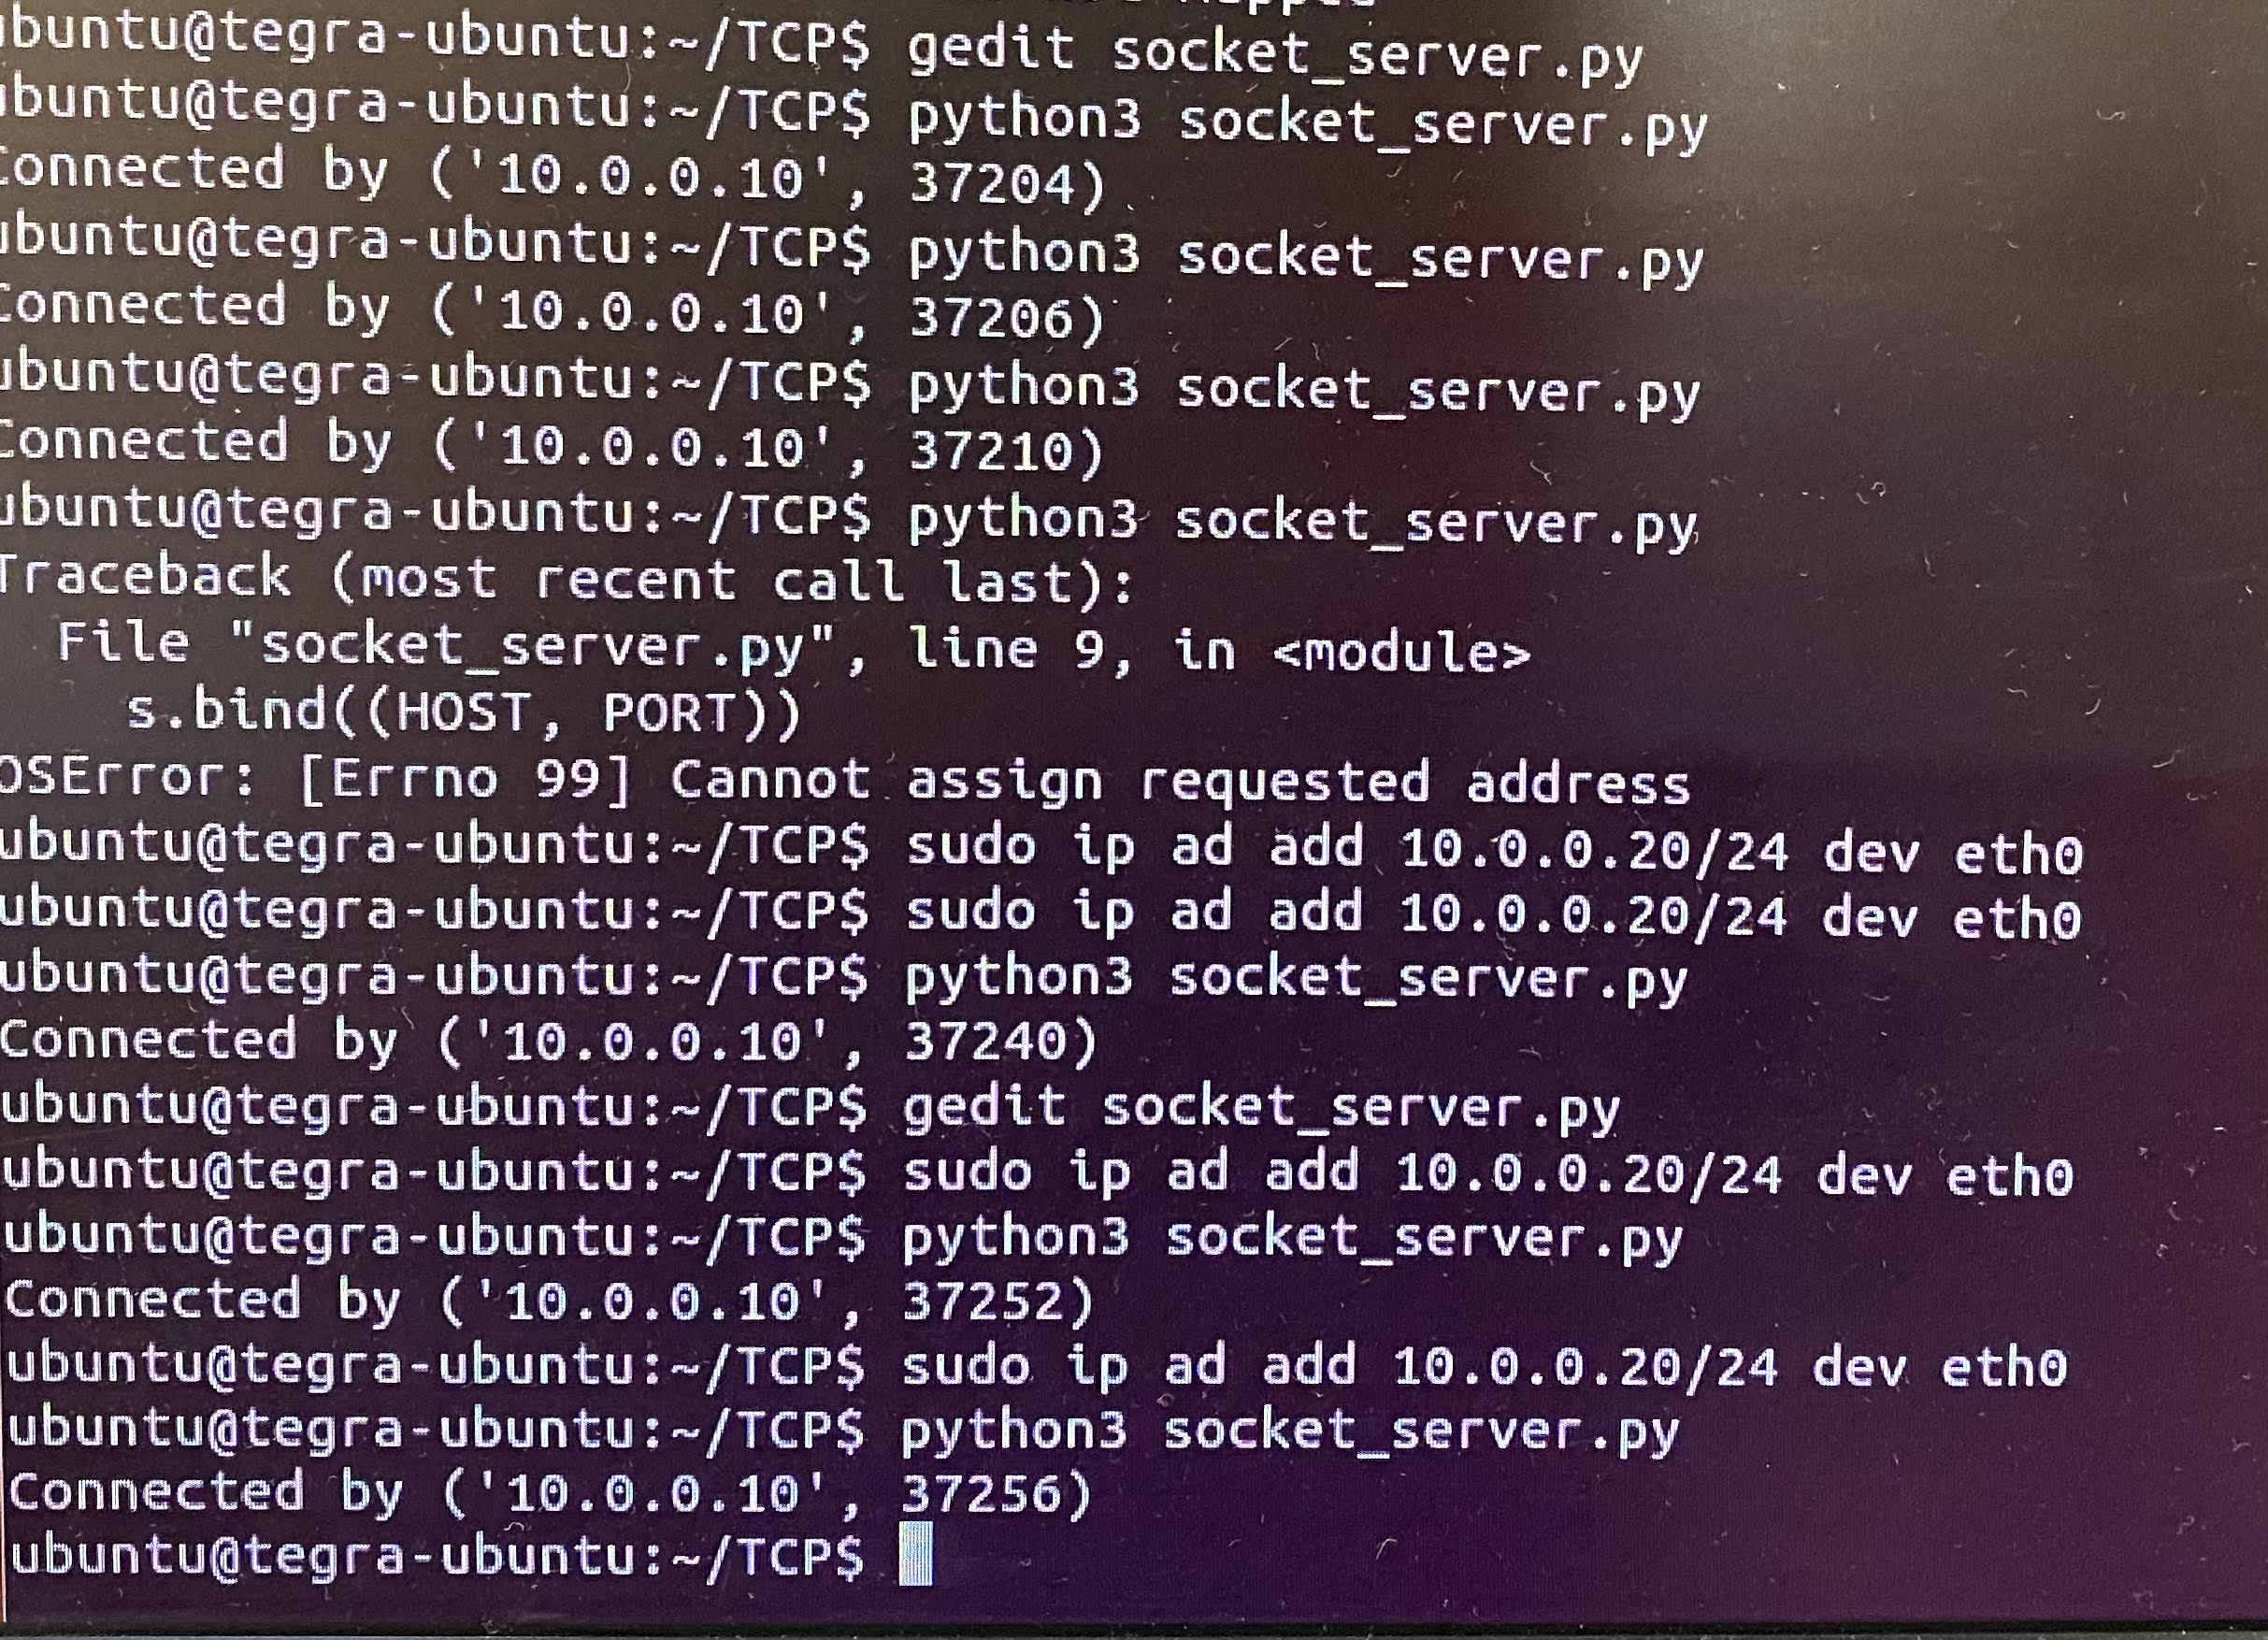 buntu@tegra-ubuntu:~/TCP$ gedit socket_server.py
buntu@tegra-ubuntu:~/TCP$ python3 socket_server.py
Connected by ('10.0.0.10', 37204)
ubuntu@tegra-ubuntu:~/TCP$ python3 socket_server.py
Connected by ('10.0.0.10', 37206)
ubuntu@tegra-ubuntu:~/TCP$ python3 socket_server.py
Connected by ('10.0.0.10', 37210)
ubuntu@tegra-ubuntu:~/TCP$ python3 socket_server.py
Traceback (most recent call last):
  File "socket_server.py", line 9, in <module>
    s.bind((HOST, PORT))
OSError: [Errno 99] Cannot assign requested address
ubuntu@tegra-ubuntu:~/TCP$ sudo ip ad add 10.0.0.20/24 dev eth0
ubuntu@tegra-ubuntu:~/TCP$ sudo ip ad add 10.0.0.20/24 dev eth0
ubuntu@tegra-ubuntu:~/TCP$ python3 socket_server.py
Connected by ('10.0.0.10', 37240)
ubuntu@tegra-ubuntu:~/TCP$ gedit socket_server.py
ubuntu@tegra-ubuntu:~/TCP$ sudo ip ad add 10.0.0.20/24 dev eth0
ubuntu@tegra-ubuntu:~/TCP$ python3 socket_server.py
Connected by ('10.0.0.10', 37252)
ubuntu@tegra-ubuntu:~/TCP$ sudo ip ad add 10.0.0.20/24 dev eth0
ubuntu@tegra-ubuntu:~/TCP$ python3 socket_server.py
Connected by ('10.0.0.10', 37256)
ubuntu@tegra-ubuntu:~/TCP$